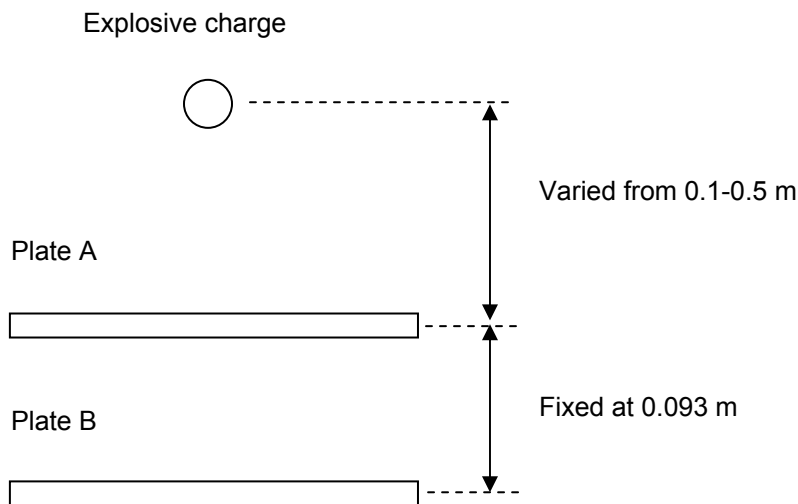 Explosive charge
Varied from 0.1-0.5 m
Plate A
Fixed at 0.093 m
Plate B